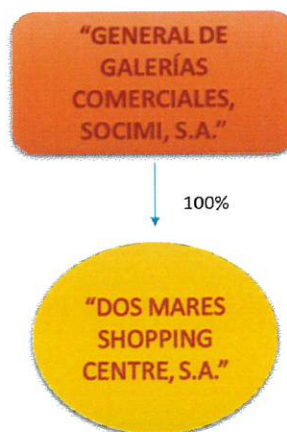 “GENERAL DE
GALERÍAS
COMERCIALES,
SOCIMI, S.A.”
100%
“DOS MARES
SHOPPING
CENTRE, S.A.”